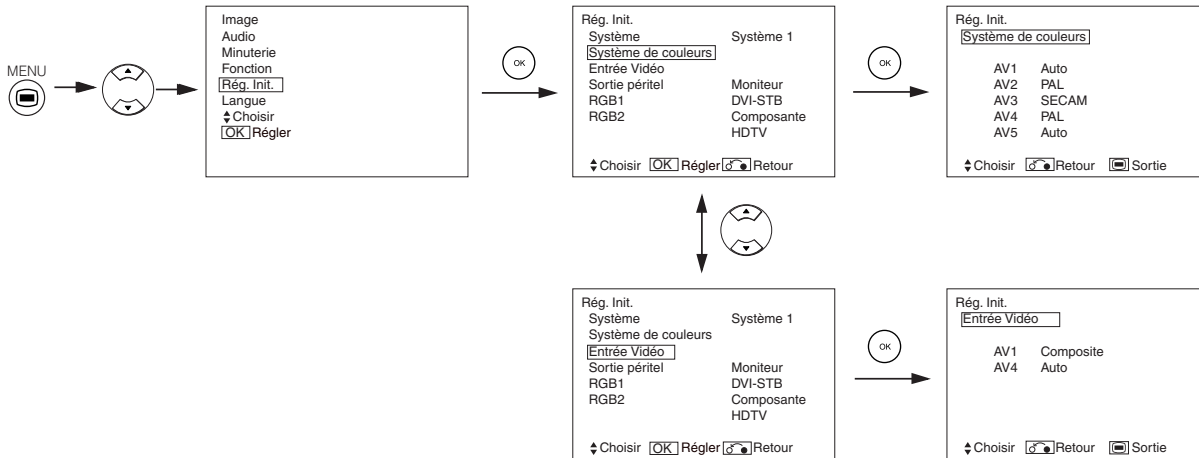 MENU
Image
Audio
Minuterie
Fonction
Rég. Init.
Langue
Choisir
OK Régler
OK
Rég. Init.
Système Système 1
Système de couleurs
Entrée Vidéo
Sortie péritel Moniteur
RGB1 DVI-STB
RGB2 Composante
HDTV
Choisir OK Régler Retour
OK
Rég. Init.
Système de couleurs
AV1 Auto
AV2 PAL
AV3 SECAM
AV4 PAL
AV5 Auto
Choisir Retour Sortie
Rég. Init.
Système Système 1
Système de couleurs
Entrée Vidéo
Sortie péritel Moniteur
RGB1 DVI-STB
RGB2 Composante
HDTV
Choisir OK Régler Retour
OK
Rég. Init.
Entrée Vidéo
AV1 Composite
AV4 Auto
Choisir Retour Sortie